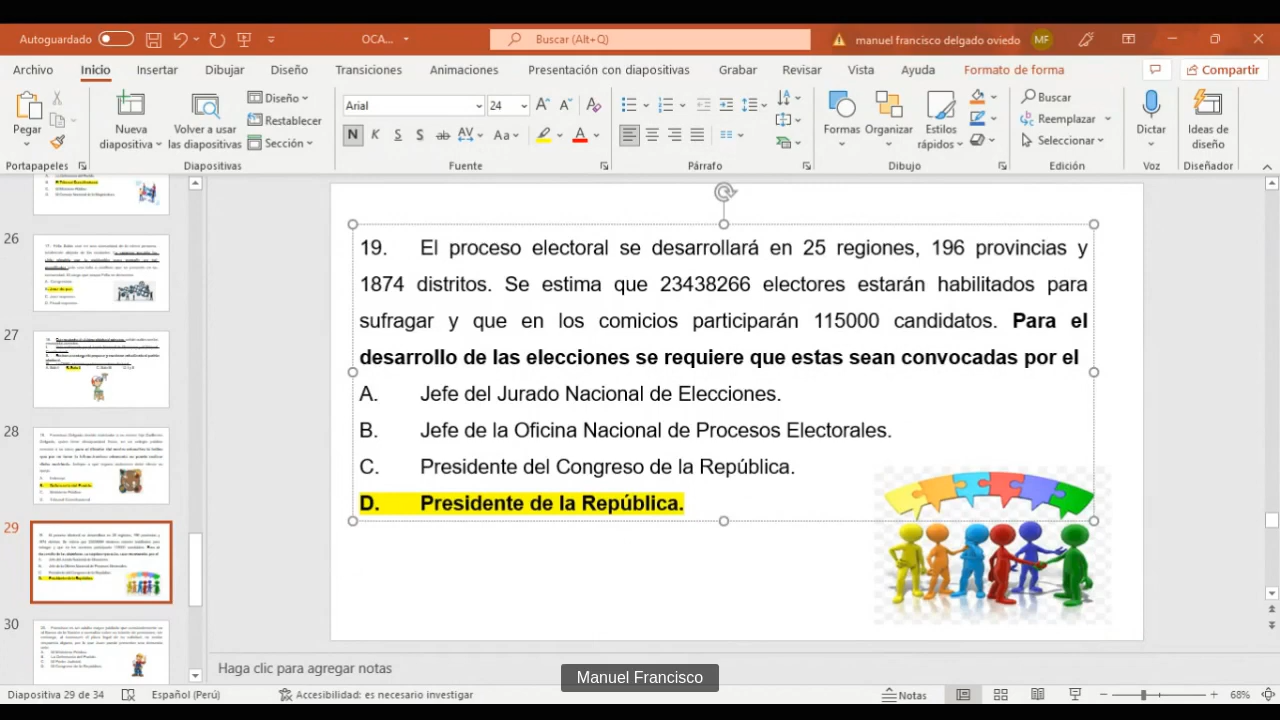 Autoguardado
OCA...
Buscar (Alt+Q)
manuel francisco delgado oviedo
MF
Archivo
Inicio
Insertar
Dibujar
Diseño
Transiciones
Animaciones
Presentación con diapositivas
Grabar
Revisar
Vista
Ayuda
Formato de forma
Compartir
Pegar
Nueva
diapositiva
Volver a usar
las diapositivas
Diseño
Restablecer
Sección
Arial
24
N K S S ab AV Aa A
Formas
Organizar
Estilos
rápidos
Buscar
Reemplazar
Seleccionar
Dictar
Ideas de
diseño
Portapapeles
Diapositivas
Fuente
Párrafo
Dibujo
Edición
Voz
Diseñador
26
27
28
29
30
19. El proceso electoral se desarrollará en 25 regiones, 196 provincias y
1874 distritos. Se estima que 23438266 electores estarán habilitados para
sufragar y que en los comicios participarán 115000 candidatos. Para el
desarrollo de las elecciones se requiere que estas sean convocadas por el
A. Jefe del Jurado Nacional de Elecciones.
B. Jefe de la Oficina Nacional de Procesos Electorales.
C. Presidente del Congreso de la República.
D. Presidente de la República.
Haga clic para agregar notas
Manuel Francisco
Diapositiva 29 de 34
Español (Perú)
Accesibilidad: es necesario investigar
Notas
68%